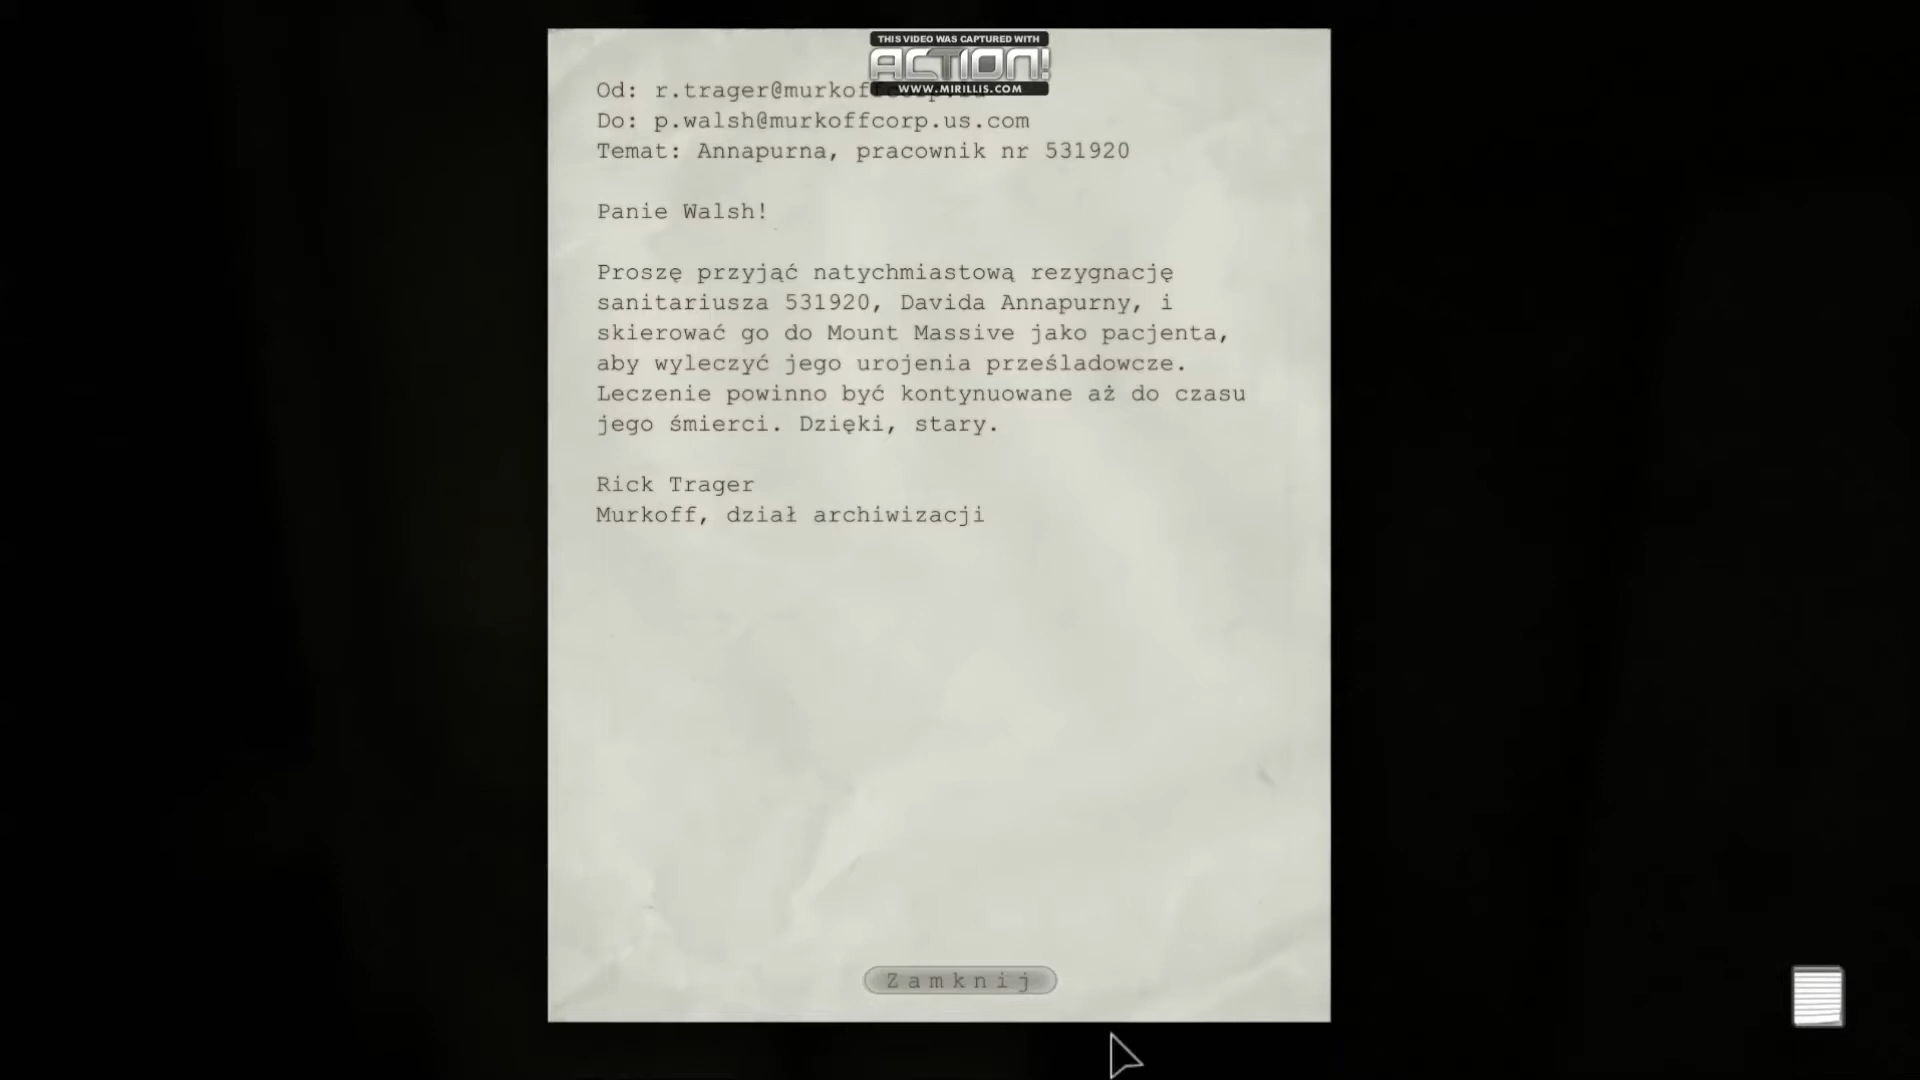 THIS VIDEO WAS CAPTURED WITH
ACTION!
WWW.MIRILLIS.COM
Od:
Do: p.walsh@murkoffcorp.us.com
Temat: Annapurna, pracownik nr 531920
Panie Walsh!
Proszę przyjąć natychmiastową rezygnację
sanitariusza 531920, Davida Annapurny, i
skierować go do Mount Massive jako pacjenta,
aby wyleczyć jego urojenia prześladowcze.
Leczenie powinno być kontynuowane aż do czasu
jego śmierci. Dzięki, stary.
Rick Trager
Murkoff, dział archiwizacji
Zamknij